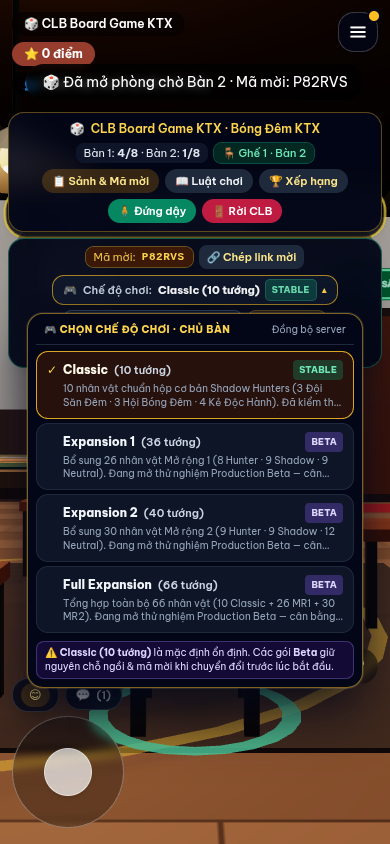 🎲 CLB Board Game KTX
⭐ 0 điểm
🎲 Đã mở phòng chờ Bàn 2 · Mã mời: P82RVS
🎲 CLB Board Game KTX · Bóng Đêm KTX
Bàn 1: 4/8 · Bàn 2: 1/8
🪑 Ghế 1 · Bàn 2
📋 Sảnh & Mã mời
📖 Luật chơi
🏆 Xếp hạng
🧍 Đứng dậy
🚪 Rời CLB
Mã mời: P82RVS
🔗 Chép link mời
🎮 Chế độ chơi: Classic (10 tướng) STABLE ▲
🎮 CHỌN CHẾ ĐỘ CHƠI · CHỦ BÀN
Đồng bộ server
✓ Classic (10 tướng) STABLE
10 nhân vật chuẩn hộp cơ bản Shadow Hunters (3 Đội
Săn Đêm · 3 Hội Bóng Đêm · 4 Kẻ Độc Hành). Đã kiểm th...
Expansion 1 (36 tướng) BETA
Bổ sung 26 nhân vật Mở rộng 1 (8 Hunter · 9 Shadow · 9
Neutral). Đang mở thử nghiệm Production Beta — cân...
Expansion 2 (40 tướng) BETA
Bổ sung 30 nhân vật Mở rộng 2 (9 Hunter · 9 Shadow · 12
Neutral). Đang mở thử nghiệm Production Beta — cân...
Full Expansion (66 tướng) BETA
Tổng hợp toàn bộ 66 nhân vật (10 Classic + 26 MR1 + 30
MR2). Đang mở thử nghiệm Production Beta — cân bằng...
⚠️ Classic (10 tướng) là mặc định ổn định. Các gói Beta giữ
nguyên chỗ ngồi & mã mời khi chuyển đổi trước lúc bắt đầu.
😊
💬 (1)